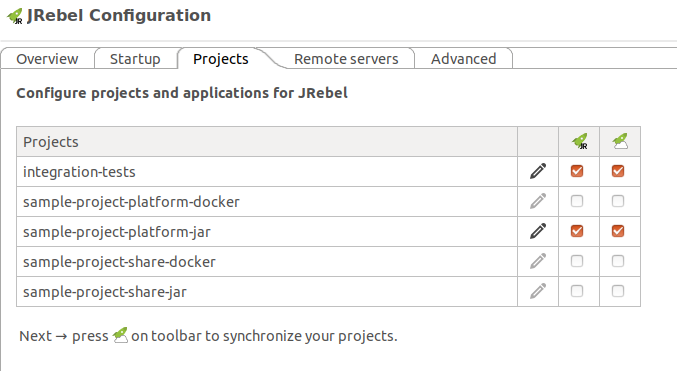 JRebel Configuration
Overview Startup Projects Remote servers Advanced
Configure projects and applications for JRebel
Projects JR
integration-tests
sample-project-platform-docker
sample-project-platform-jar
sample-project-share-docker
sample-project-share-jar
Next → press on toolbar to synchronize your projects.